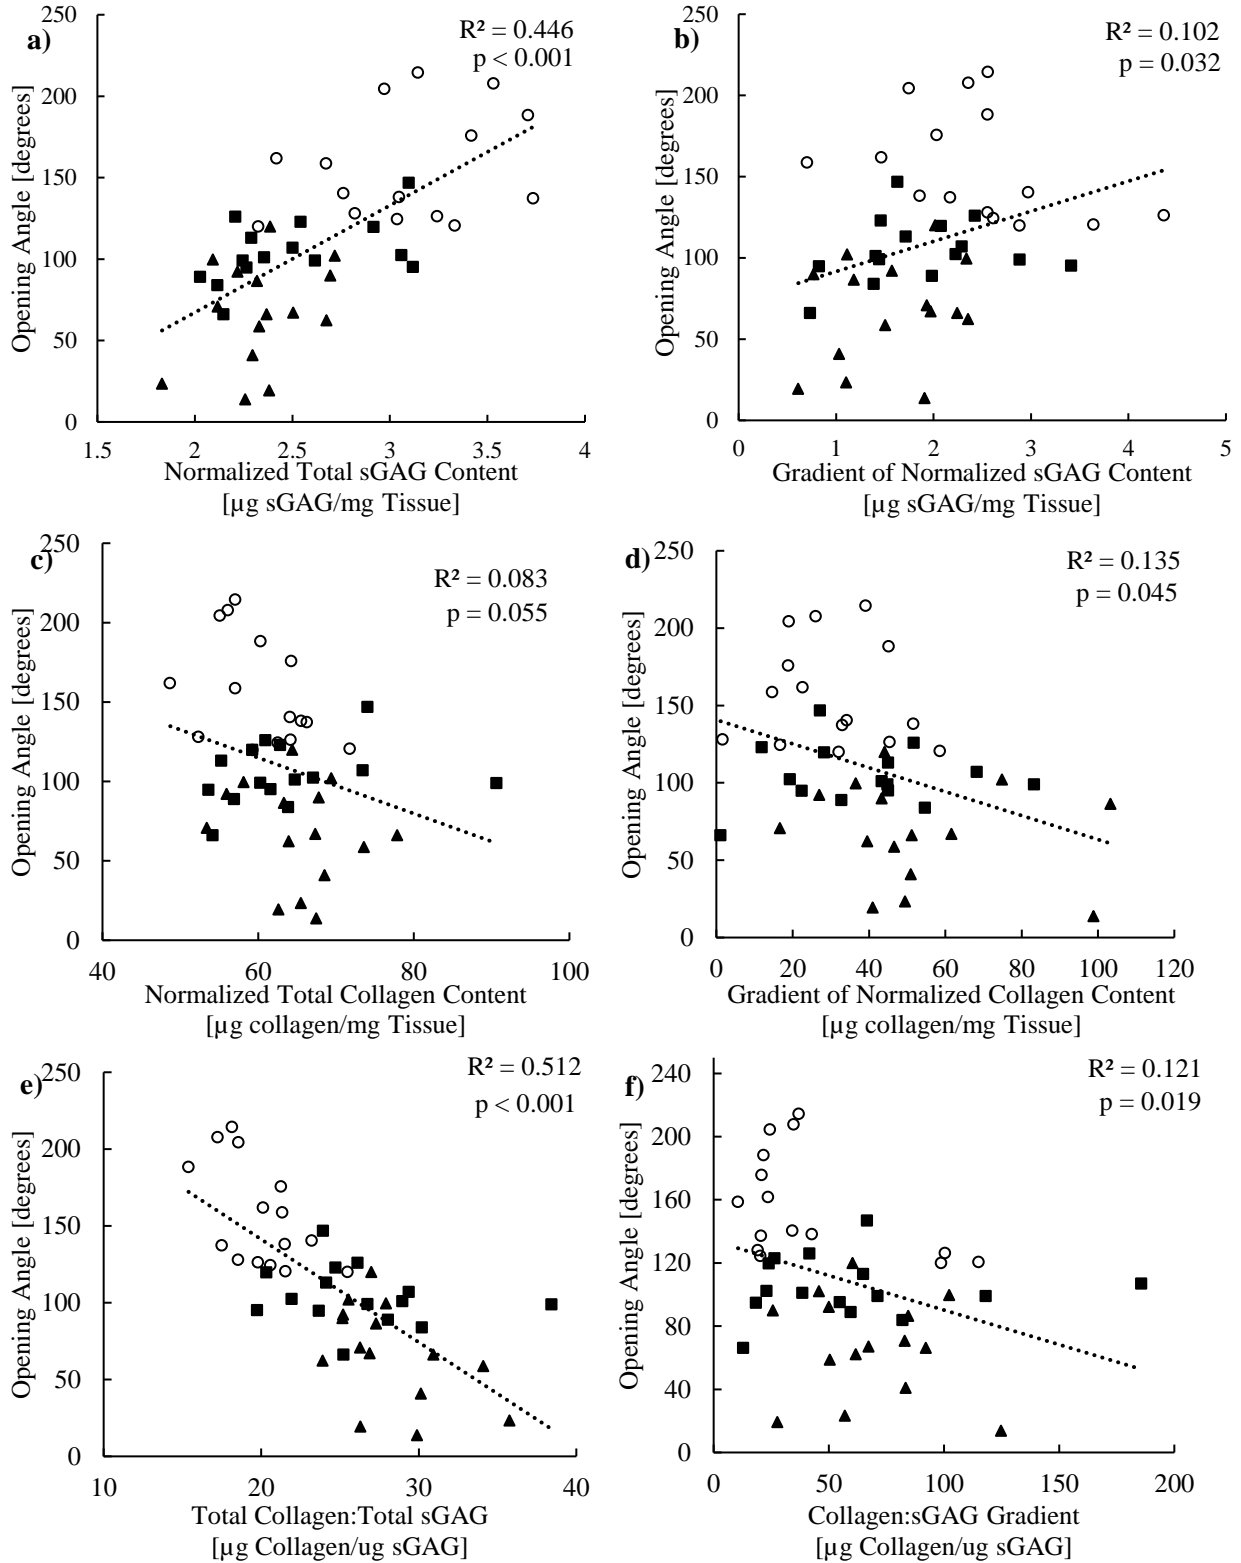 a)
R² = 0.446
p < 0.001
Opening Angle [degrees]
250
200
150
100
50
0
1.5 2 2.5 3 3.5 4
Normalized Total sGAG Content
[µg sGAG/mg Tissue]
b)
R² = 0.102
p = 0.032
Opening Angle [degrees]
250
200
150
100
50
0
0 1 2 3 4 5
Gradient of Normalized sGAG Content
[µg sGAG/mg Tissue]
c)
R² = 0.083
p = 0.055
Opening Angle [degrees]
250
200
150
100
50
0
40 60 80 100
Normalized Total Collagen Content
[µg collagen/mg Tissue]
d)
R² = 0.135
p = 0.045
Opening Angle [degrees]
250
200
150
100
50
0
0 20 40 60 80 100 120
Gradient of Normalized Collagen Content
[µg collagen/mg Tissue]
e)
R² = 0.512
p < 0.001
Opening Angle [degrees]
250
200
150
100
50
0
10 20 30 40
Total Collagen:Total sGAG
[µg Collagen/ug sGAG]
f)
R² = 0.121
p = 0.019
Opening Angle [degrees]
240
200
160
120
80
40
0
0 50 100 150 200
Collagen:sGAG Gradient
[µg Collagen/ug sGAG]